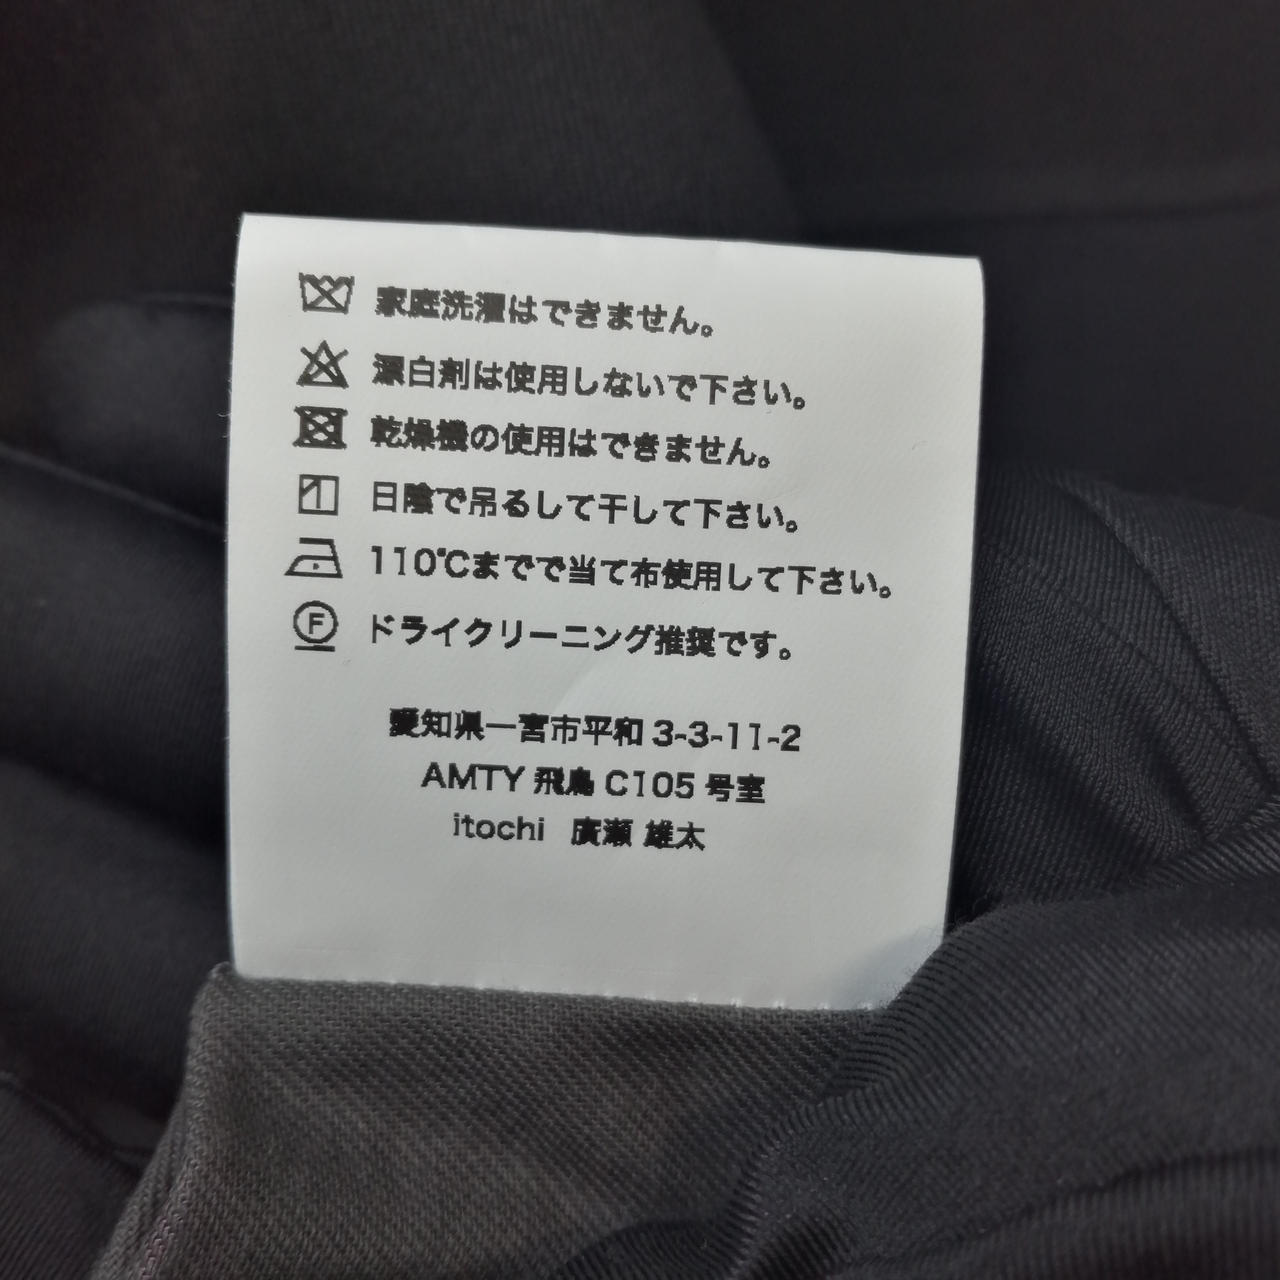 家庭洗濯はできません。
漂白剤は使用しないで下さい。
乾燥機の使用はできません。
日陰で吊るして干して下さい。
110℃までで当て布使用して下さい。
F ドライクリーニング推奨です。
愛知県一宮市平和 3-3-11-2
AMTY 飛鳥 C105 号室
itochi 廣瀬 雄太